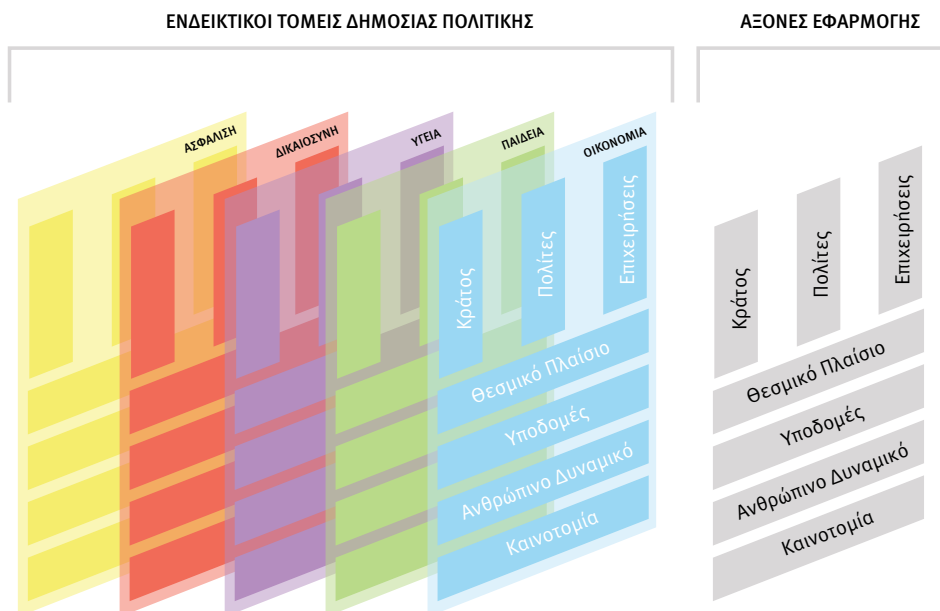 ΕΝΔΕΙΚΤΙΚΟΙ ΤΟΜΕΙΣ ΔΗΜΟΣΙΑΣ ΠΟΛΙΤΙΚΗΣ
ΑΞΟΝΕΣ ΕΦΑΡΜΟΓΗΣ
ΑΣΦΑΛΙΣΗ
ΔΙΚΑΙΟΣΥΝΗ
ΥΓΕΙΑ
ΠΑΙΔΕΙΑ
ΟΙΚΟΝΟΜΙΑ
Κράτος
Πολίτες
Επιχειρήσεις
Θεσμικό Πλαίσιο
Υποδομές
Ανθρώπινο Δυναμικό
Καινοτομία
Κράτος
Πολίτες
Επιχειρήσεις
Θεσμικό Πλαίσιο
Υποδομές
Ανθρώπινο Δυναμικό
Καινοτομία